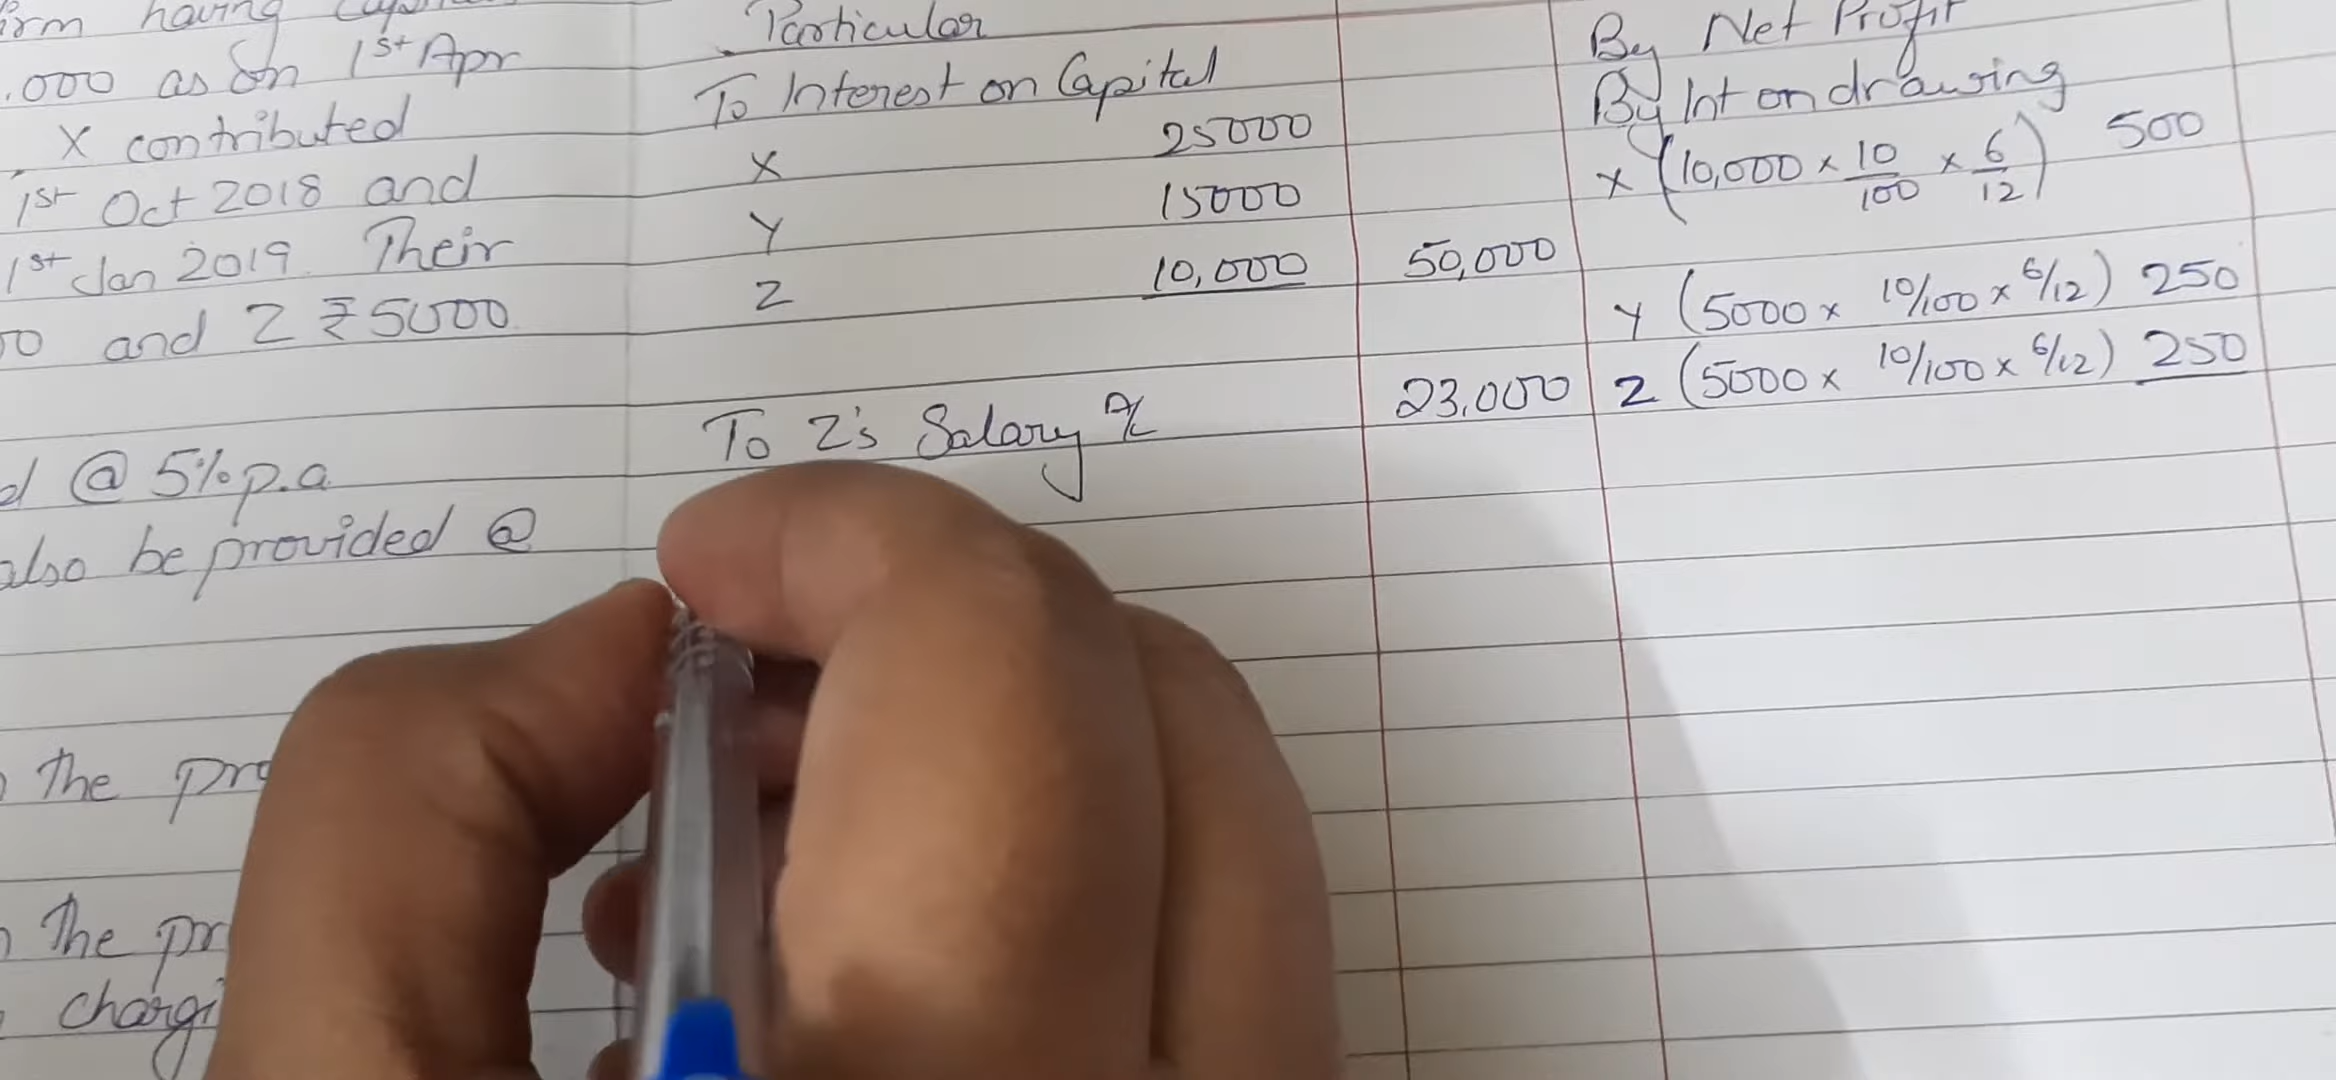 firm having
000 as on 1st Apr
X contributed
1st Oct 2018 and
1st Jan 2019. Their
and Z ₹5000
@ 5% p.a
also be provided @
the
the
Particular
To Interest on Capital
X 25000
Y 15000
Z 10,000 50,000
To Z's Salary A/c 23,000
By Net Profit
By Int on drawing
X (10,000 × 10/100 × 6/12) 500
Y (5000 × 10/100 × 6/12) 250
Z (5000 × 10/100 × 6/12) 250